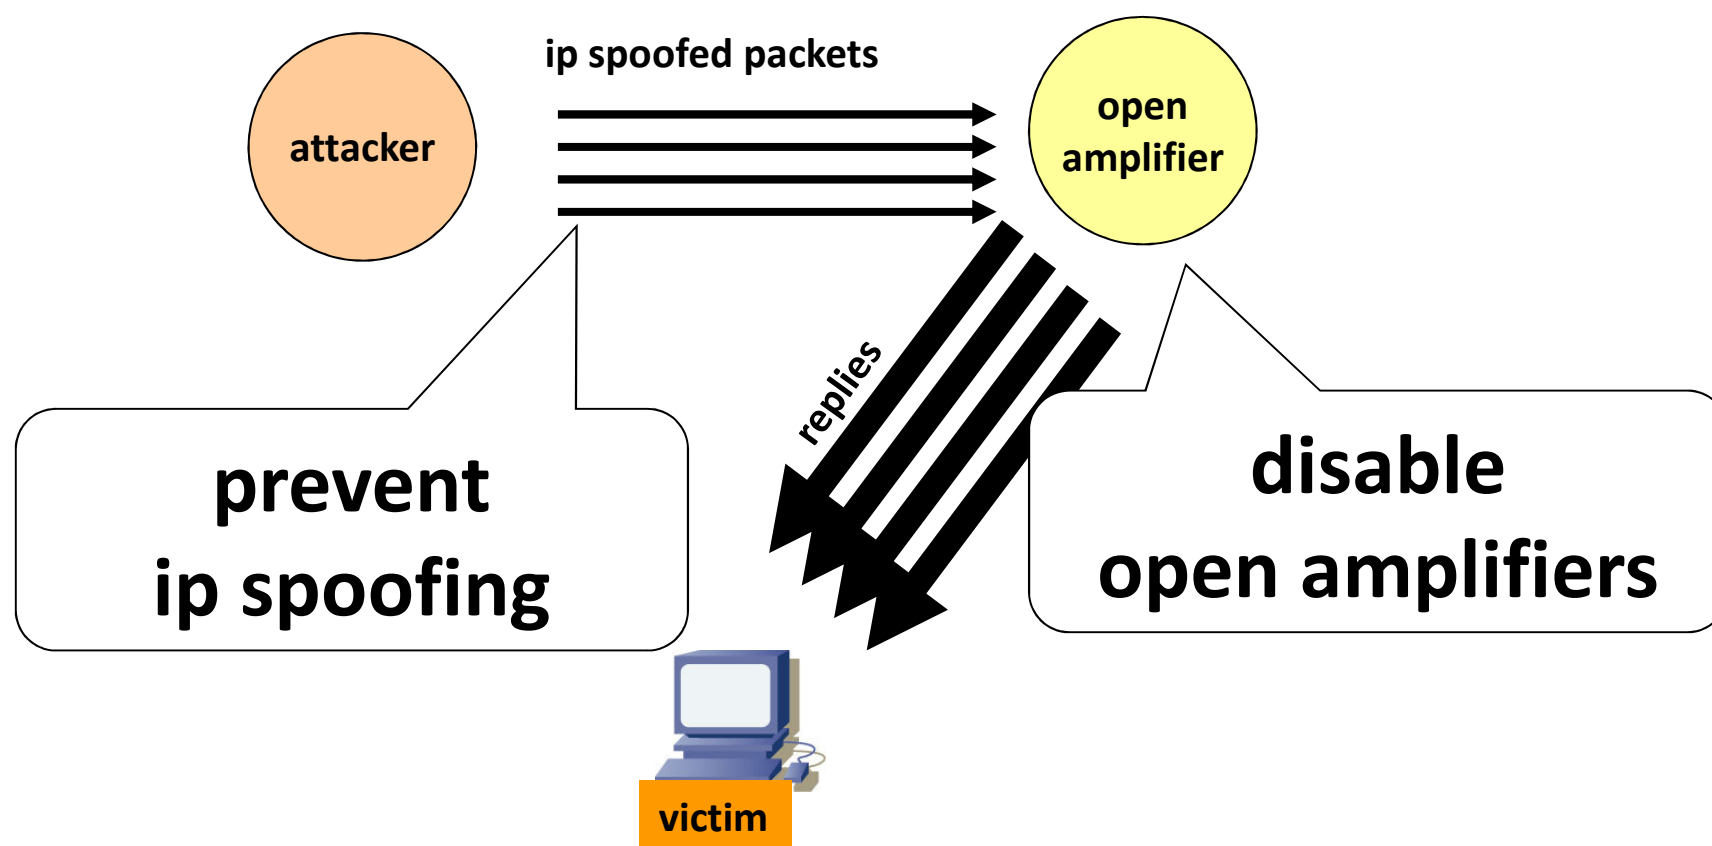 ip spoofed packets
attacker
open
amplifier
replies
prevent
ip spoofing
disable
open amplifiers
victim